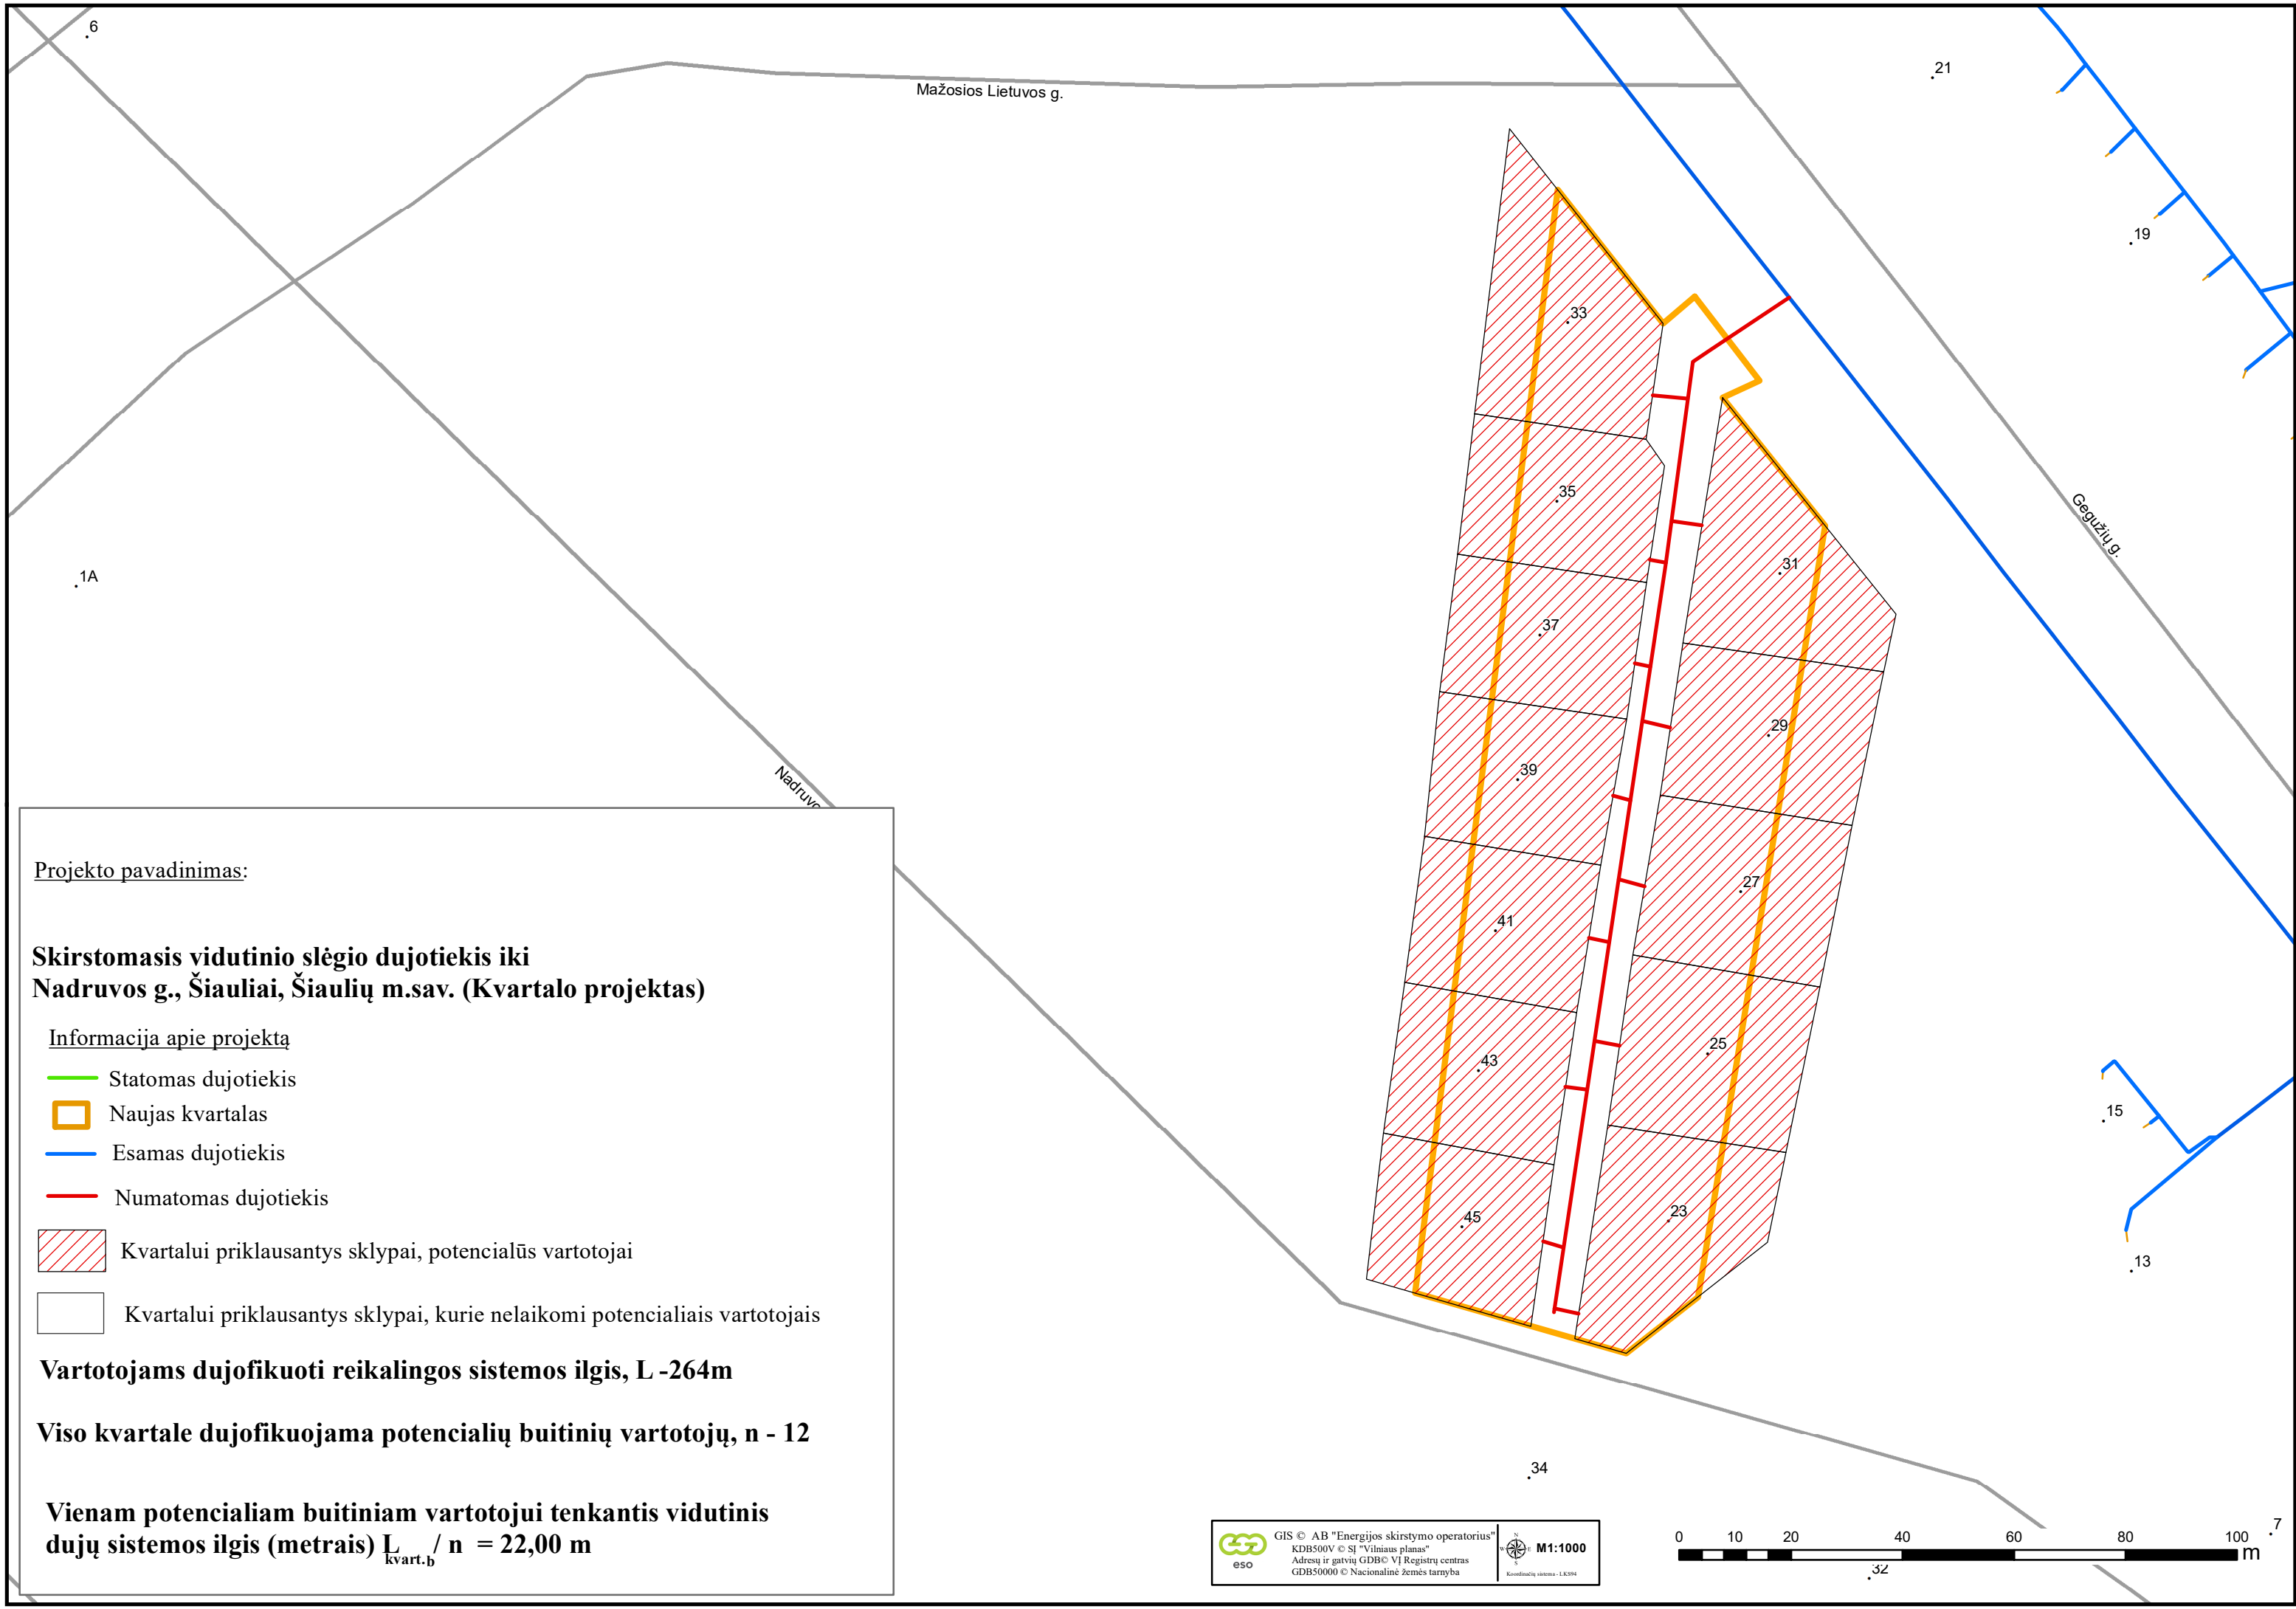 6
Mažosios Lietuvos g.
21
19
33
35
31
Gegužių g.
1A
37
29
39
Nadruvo
27
41
25
43
15
45
23
13
34
7
32
Projekto pavadinimas:
Skirstomasis vidutinio slėgio dujotiekis iki
Nadruvos g., Šiauliai, Šiaulių m.sav. (Kvartalo projektas)
Informacija apie projektą
Statomas dujotiekis
Naujas kvartalas
Esamas dujotiekis
Numatomas dujotiekis
Kvartalui priklausantys sklypai, potencialūs vartotojai
Kvartalui priklausantys sklypai, kurie nelaikomi potencialiais vartotojais
Vartotojams dujofikuoti reikalingos sistemos ilgis, L -264m
Viso kvartale dujofikuojama potencialių buitinių vartotojų, n - 12
Vienam potencialiam buitiniam vartotojui tenkantis vidutinis
dujų sistemos ilgis (metrais) L kvart.b / n = 22,00 m
eso
GIS © AB "Energijos skirstymo operatorius"
KDB500V © SĮ "Vilniaus planas"
Adresų ir gatvių GDB© VĮ Registrų centras
GDB50000 © Nacionalinė žemės tarnyba
N
W E
S
M1:1000
Koordinačių sistema - LKS94
0 10 20 40 60 80 100
m